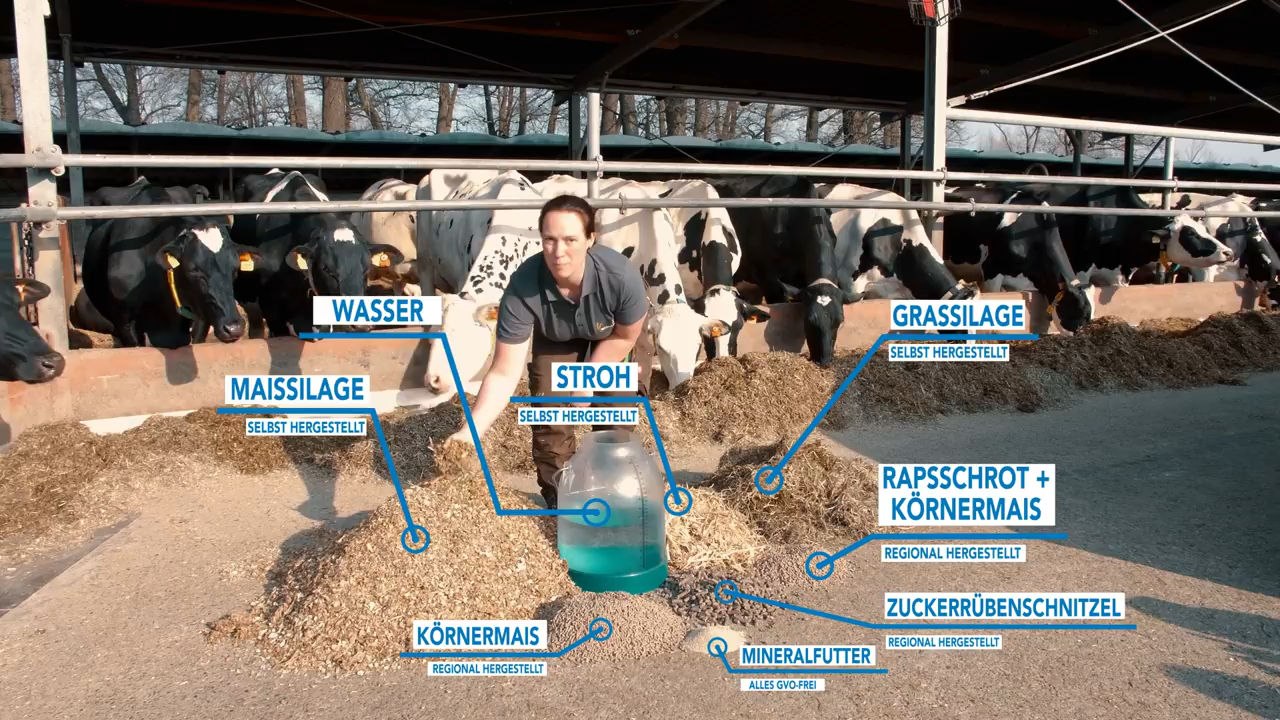 WASSER
GRASSILAGE
SELBST HERGESTELLT
STROH
SELBST HERGESTELLT
MAISSILAGE
SELBST HERGESTELLT
RAPSSCHROT +
KÖRNERMAIS
REGIONAL HERGESTELLT
ZUCKERRÜBENSCHNITZEL
REGIONAL HERGESTELLT
KÖRNERMAIS
REGIONAL HERGESTELLT
MINERALFUTTER
ALLES GVO-FREI